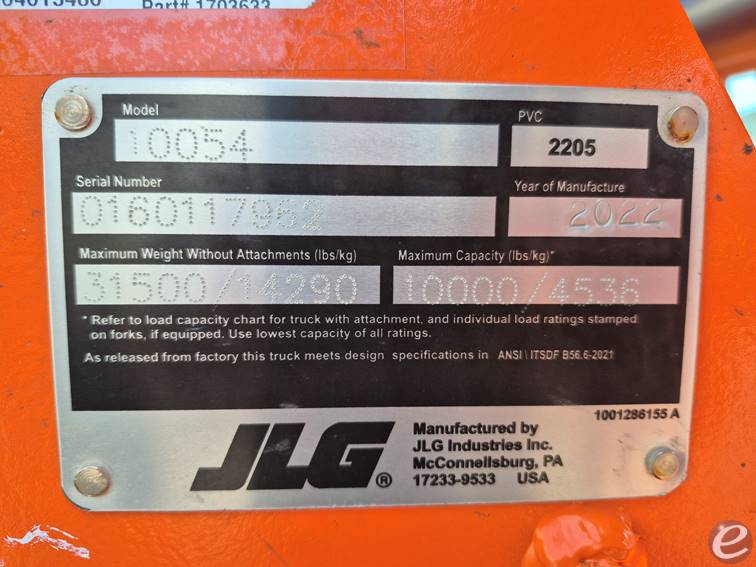 Part# 1703633
Model
10054
PVC
2205
Serial Number
0160117962
Year of Manufacture
2022
Maximum Weight Without Attachments (lbs/kg)
31500/14290
Maximum Capacity (lbs/kg)*
10000/4536
* Refer to load capacity chart for truck with attachment, and individual load ratings stamped
on forks, if equipped. Use lowest capacity of all ratings.
As released from factory this truck meets design specifications in ANSI \ ITSDF B56.6-2021
1001286155 A
JLG ®
Manufactured by
JLG Industries Inc.
McConnellsburg, PA
17233-9533 USA
e